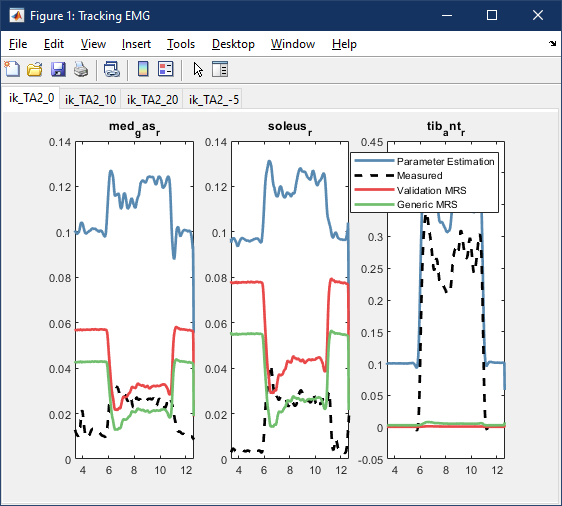 Figure 1: Tracking EMG
File Edit View Insert Tools Desktop Window Help
ik_TA2_0 ik_TA2_10 ik_TA2_20 ik_TA2_-5
med_gas_r
0.14
0.12
0.1
0.08
0.06
0.04
0.02
0
4 6 8 10 12
soleus_r
0.14
0.12
0.1
0.08
0.06
0.04
0.02
0
4 6 8 10 12
tib_ant_r
0.45
0.3
0.25
0.2
0.15
0.1
0.05
0
-0.05
4 6 8 10 12
Parameter Estimation
Measured
Validation MRS
Generic MRS